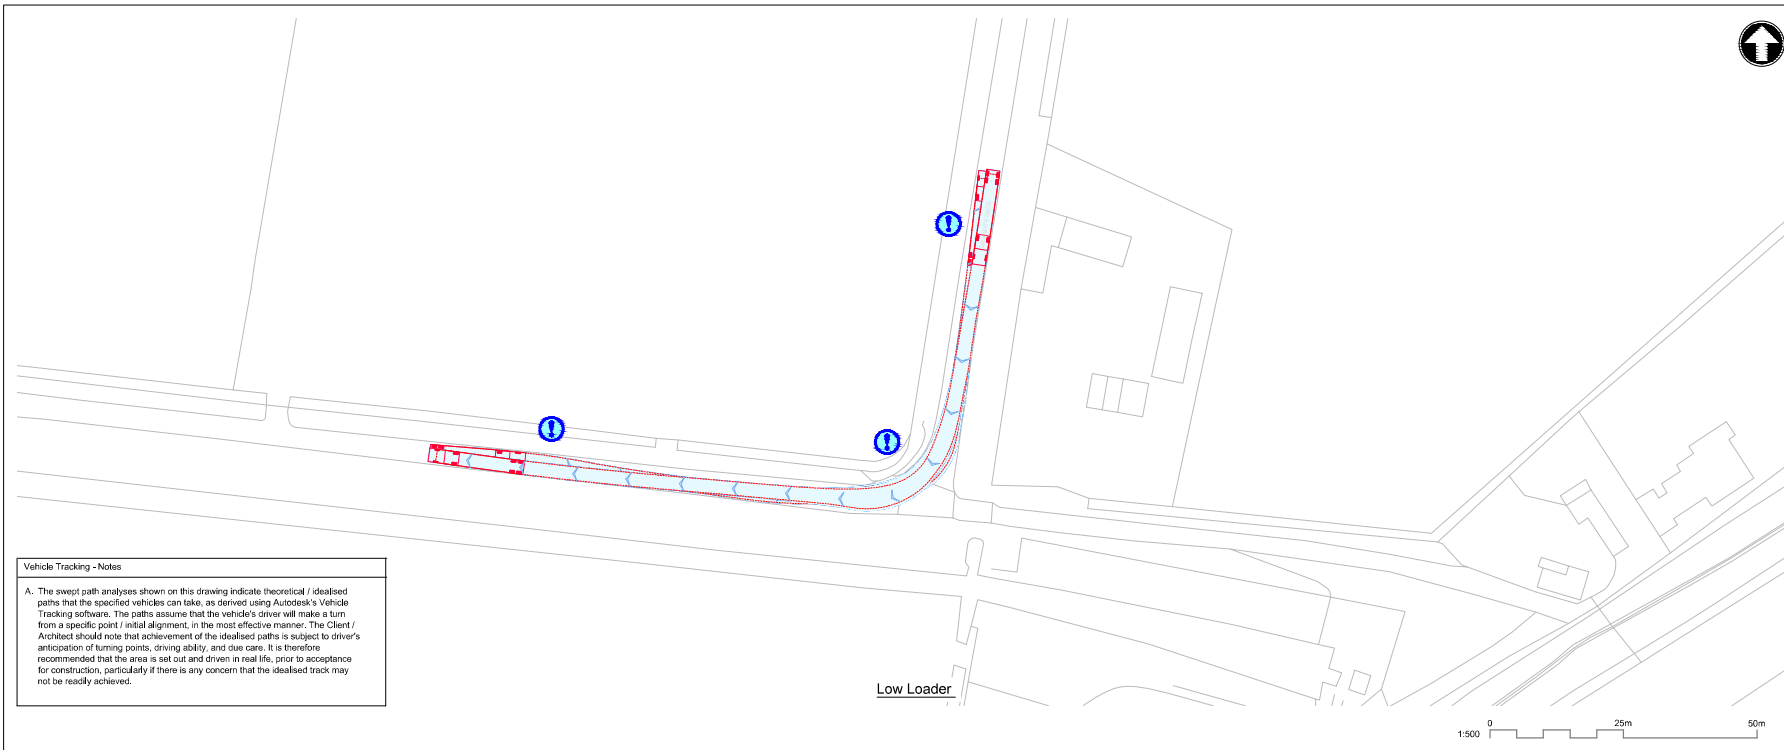 Vehicle Tracking - Notes
A. The swept path analyses shown on this drawing indicate theoretical / idealised
paths that the specified vehicles can take, as derived using Autodesk's Vehicle
Tracking software. The paths assume that the vehicle's driver will make a turn
from a specific point / initial alignment, in the most effective manner. The Client /
Architect should note that achievement of the idealised paths is subject to driver's
anticipation of turning points, driving ability, and due care. It is therefore
recommended that the area is set out and driven in real life, prior to acceptance
for construction, particularly if there is any concern that the idealised track may
not be readily achieved.
Low Loader
1:500
0 25m 50m